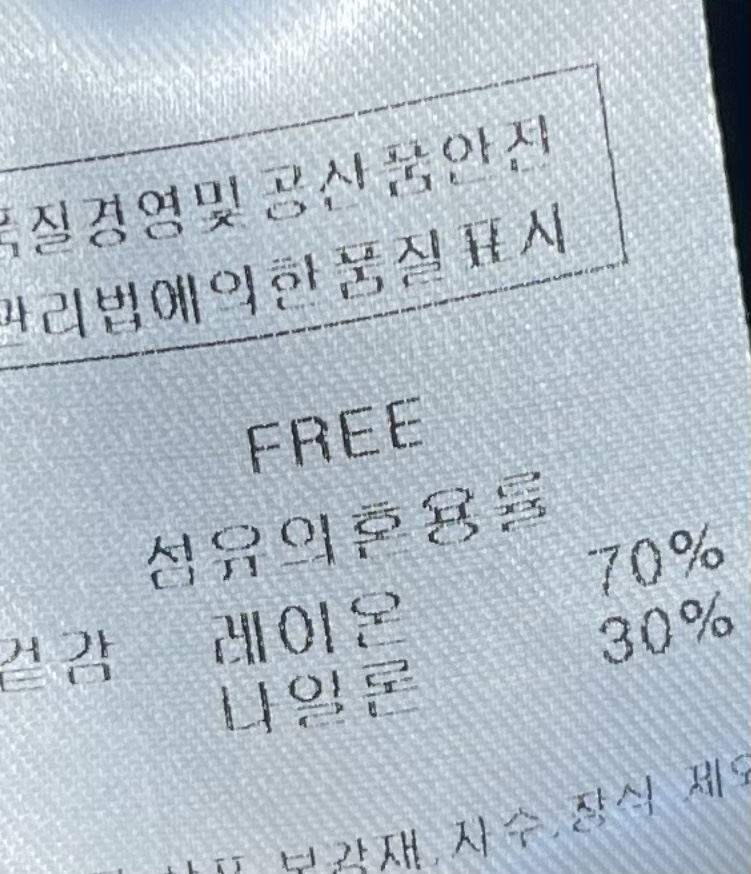 품질경영및공산품안전
관리법에의한품질표시
FREE
섬유의혼용률
겉감 레이온 70%
나일론 30%
보강재,자수,장식 제외